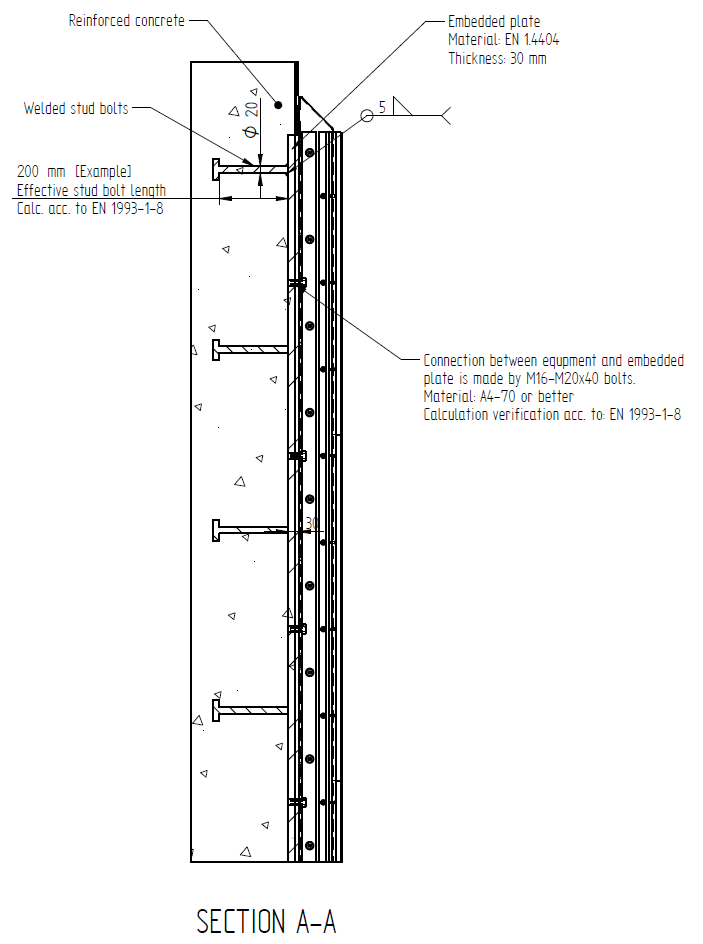 Reinforced concrete
Embedded plate
Material: EN 1.4404
Thickness: 30 mm
5
Welded stud bolts
Φ 20
200 mm [Example]
Effective stud bolt length
Calc. acc. to EN 1993-1-8
Connection between equpment and embedded
plate is made by M16-M20x40 bolts.
Material: A4-70 or better
Calculation verification acc. to: EN 1993-1-8
30
SECTION A-A